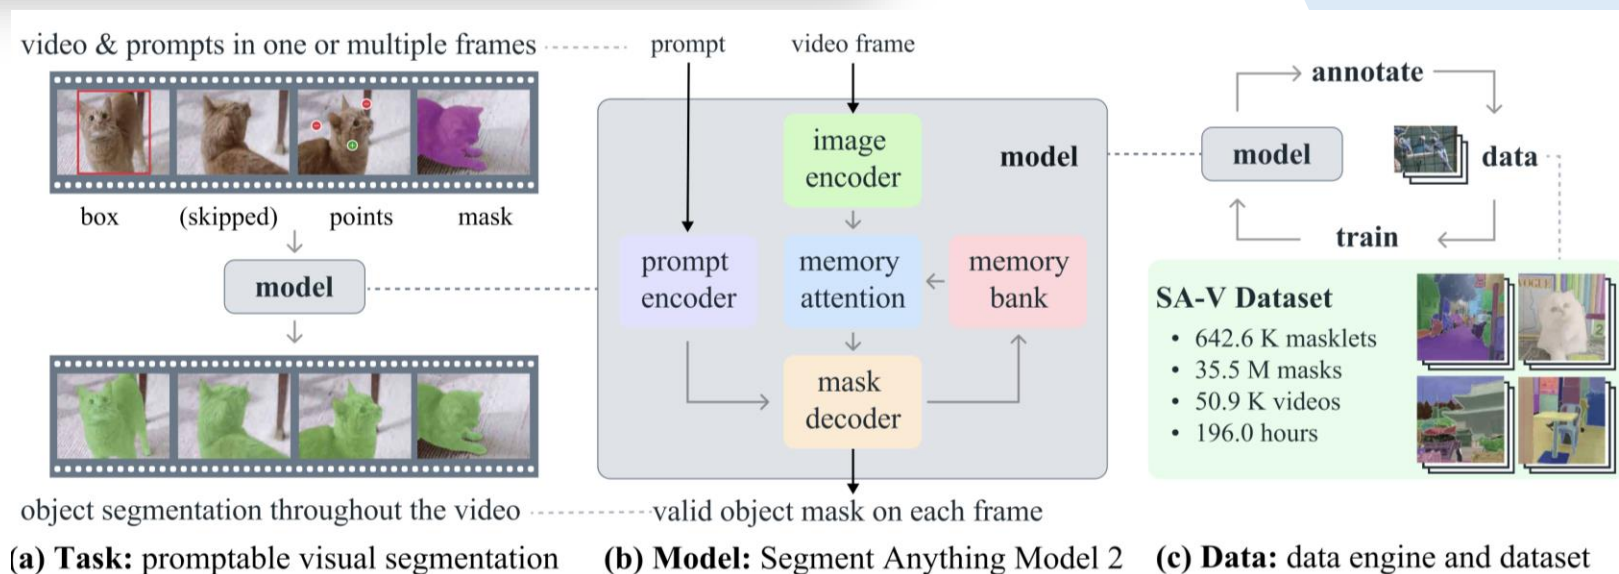 video & prompts in one or multiple frames
prompt
video frame
box
(skipped)
points
mask
model
object segmentation throughout the video
(a) Task: promptable visual segmentation
image
encoder
model
prompt
encoder
memory
attention
memory
bank
mask
decoder
valid object mask on each frame
(b) Model: Segment Anything Model 2
annotate
model
data
train
SA-V Dataset
• 642.6 K masklets
• 35.5 M masks
• 50.9 K videos
• 196.0 hours
VOGUE
2
(c) Data: data engine and dataset